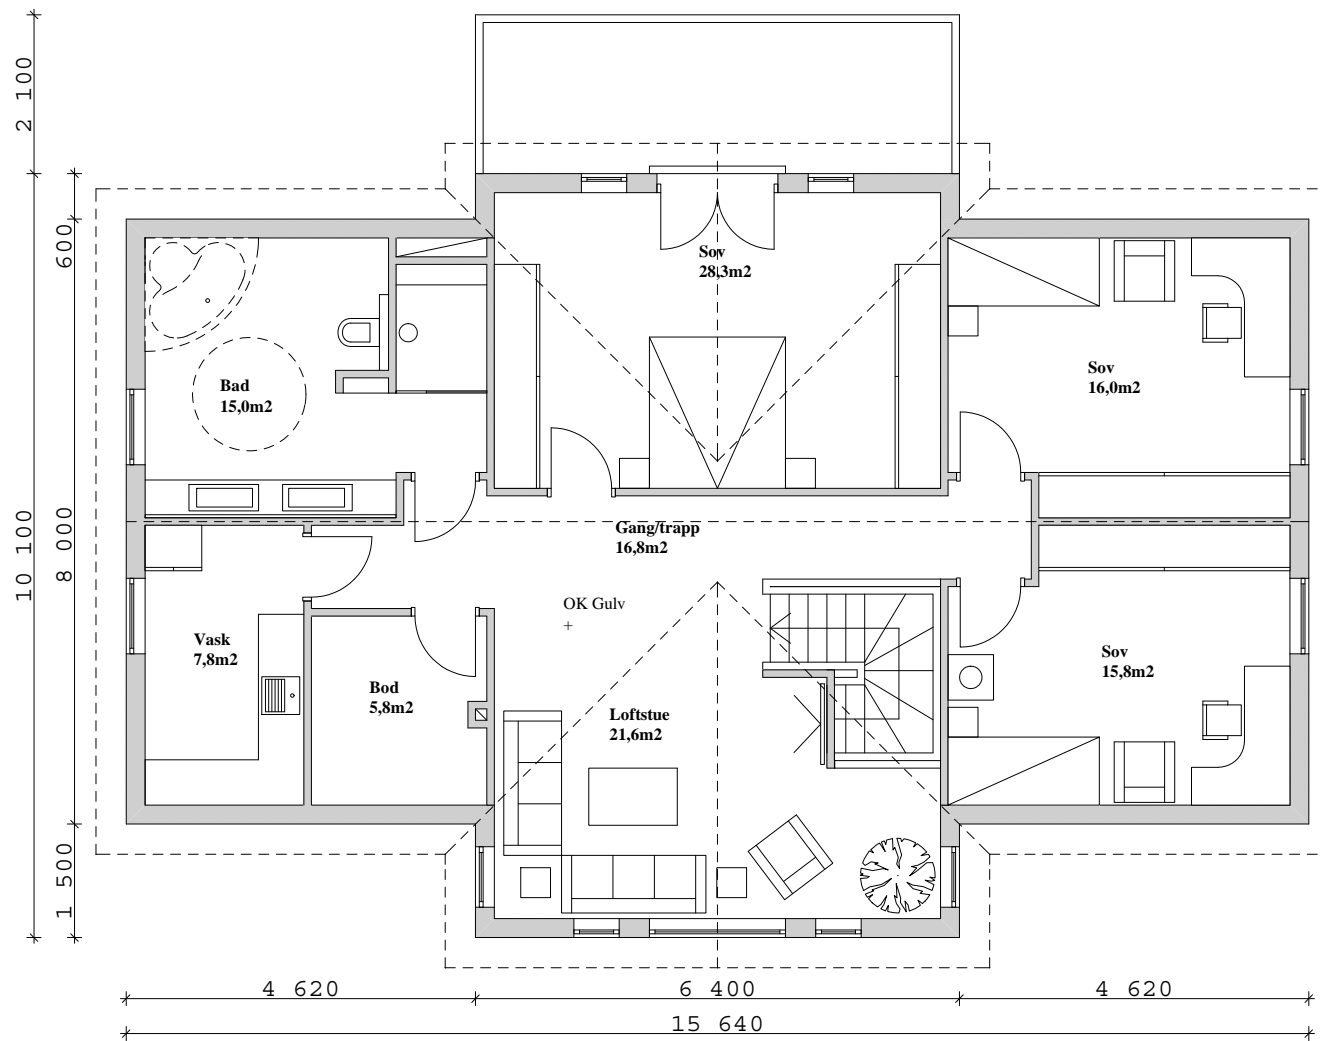 2 100
600
10 100
8 000
1 500
Sov
28,3m2
Bad
15,0m2
Sov
16,0m2
Gang/trapp
16,8m2
OK Gulv
+
Vask
7,8m2
Bod
5,8m2
Loftstue
21,6m2
Sov
15,8m2
4 620
6 400
4 620
15 640